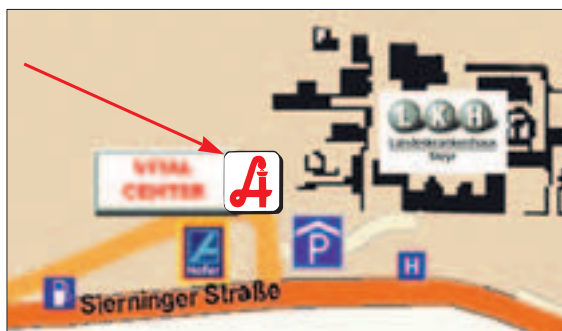 LKH
Landeskrankenhaus
Steyr
VITAL
CENTER
A
Hofer
P
H
Sierninger Straße